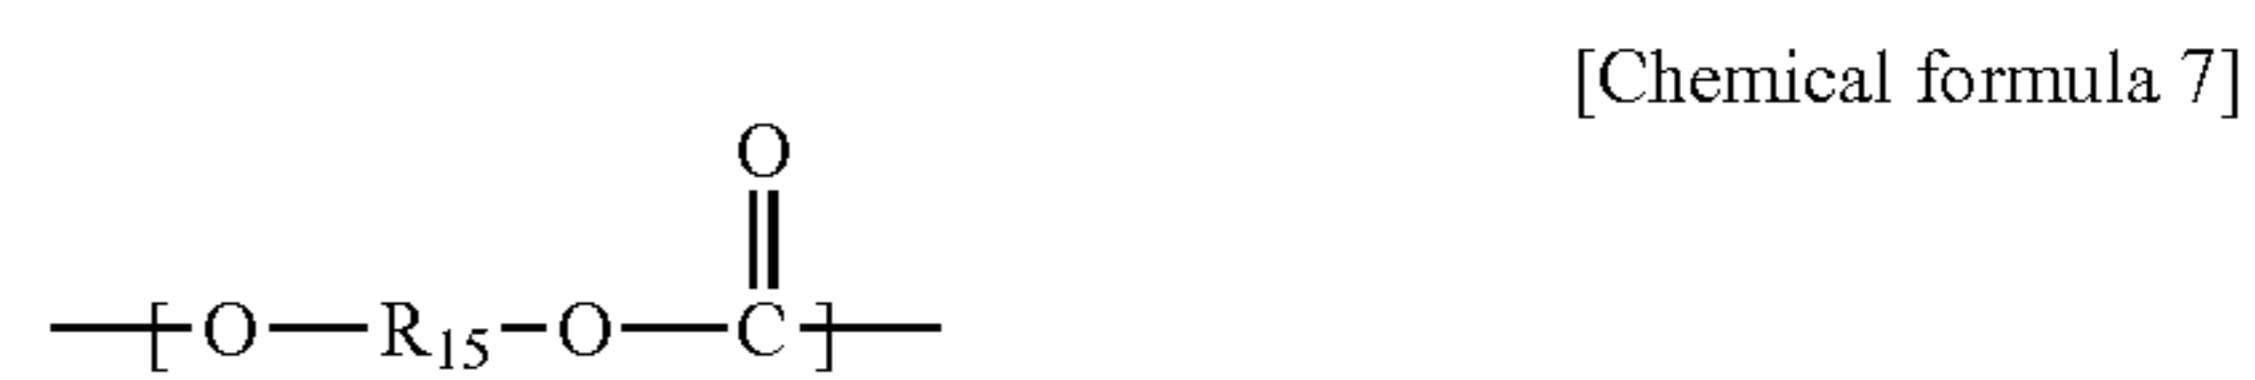 [Chemical formula 7]
O
[O—R15—O—C]